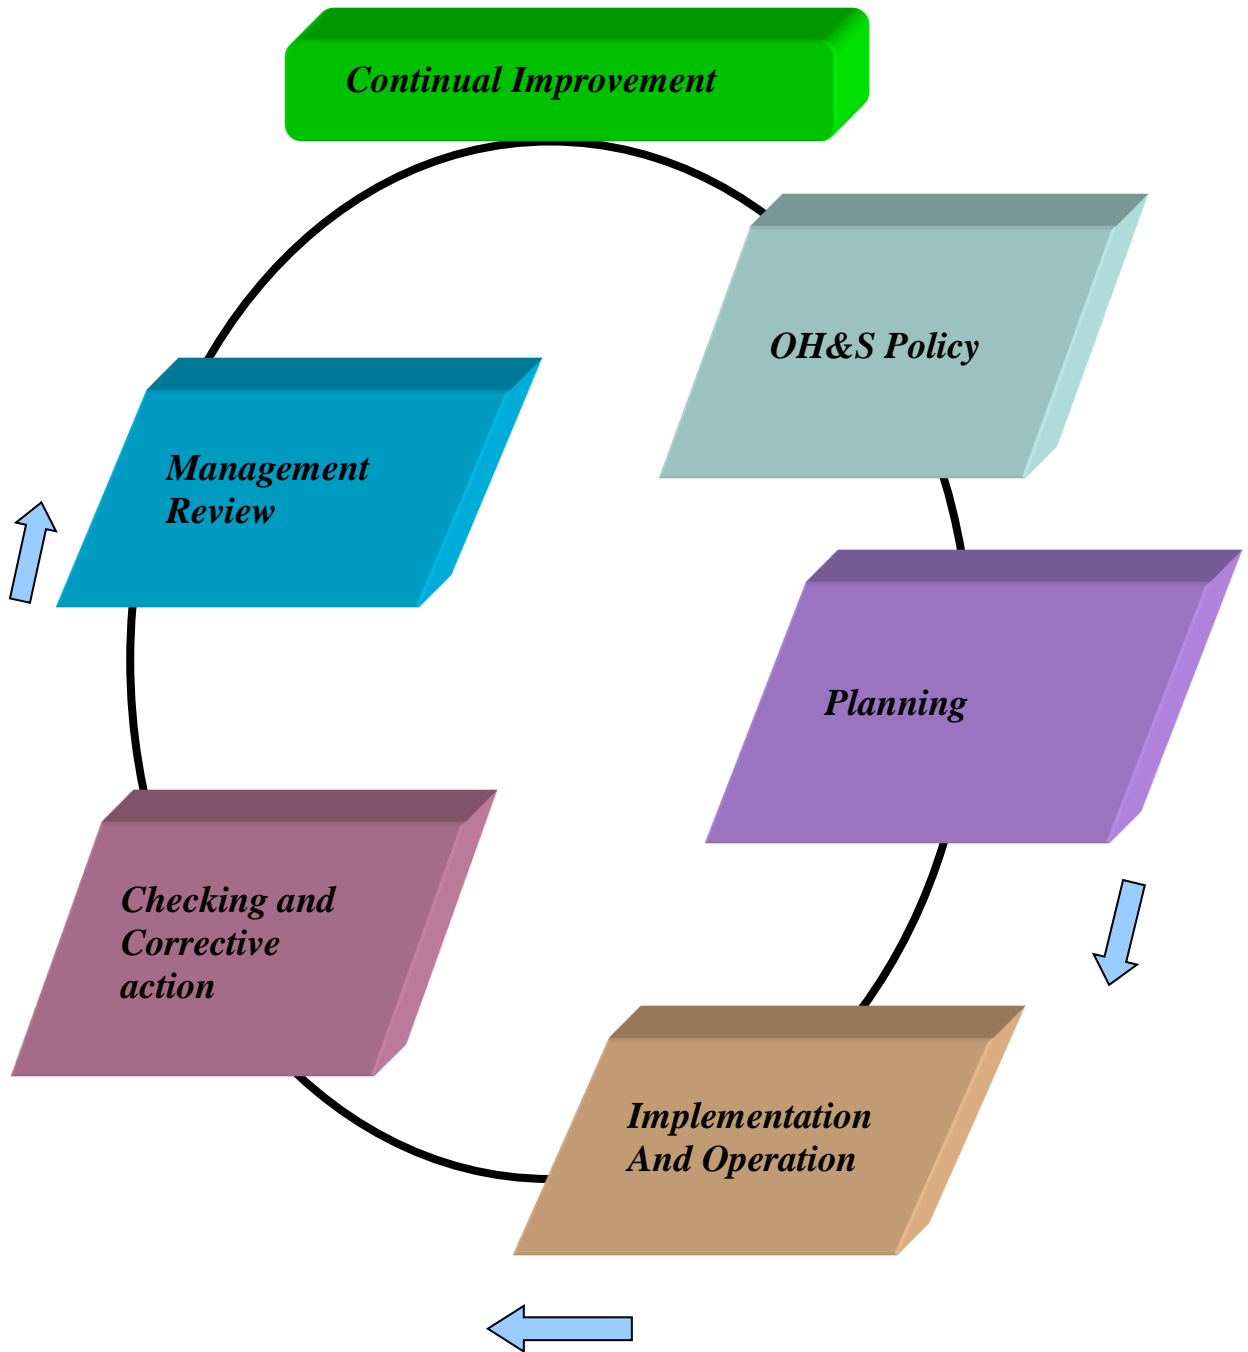 Continual Improvement
OH&S Policy
Planning
Implementation
And Operation
Checking and
Corrective
action
Management
Review